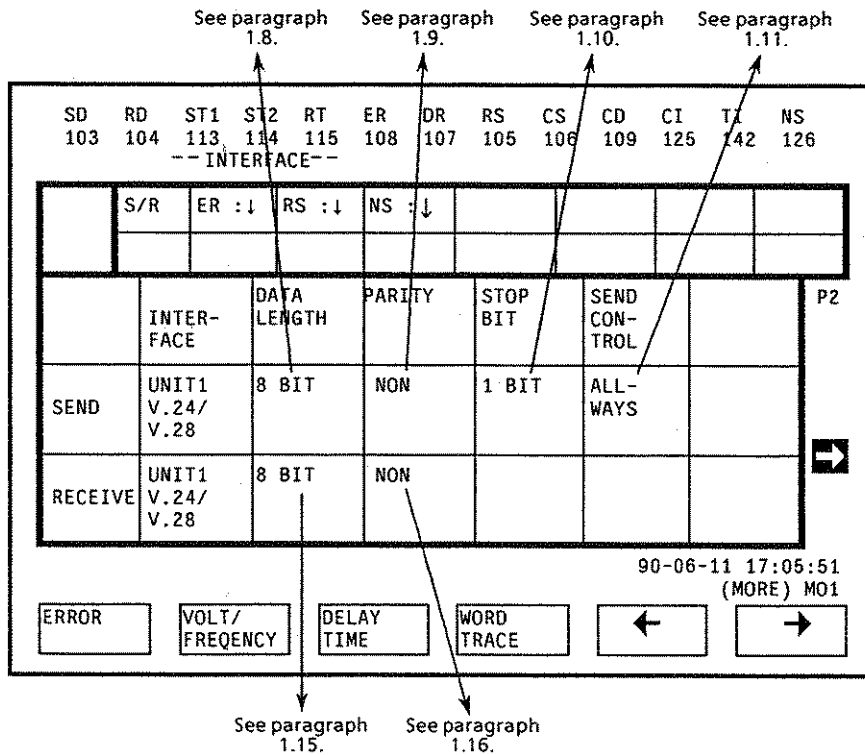 See paragraph 1.8.
See paragraph 1.9.
See paragraph 1.10.
See paragraph 1.11.
SD RD ST1 ST2 RT ER DR RS CS CD CI TI NS
103 104 113 114 115 108 107 105 106 109 125 142 126
-- INTERFACE--
S/R ER :↓ RS :↓ NS :↓
INTER-
FACE
DATA
LENGTH
PARITY
STOP
BIT
SEND
CON-
TROL
P2
SEND
UNIT1
V.24/
V.28
8 BIT
NON
1 BIT
ALL-
WAYS
RECEIVE
UNIT1
V.24/
V.28
8 BIT
NON
90-06-11 17:05:51
(MORE) MO1
ERROR
VOLT/
FREQENCY
DELAY
TIME
WORD
TRACE
See paragraph
1.15.
See paragraph
1.16.